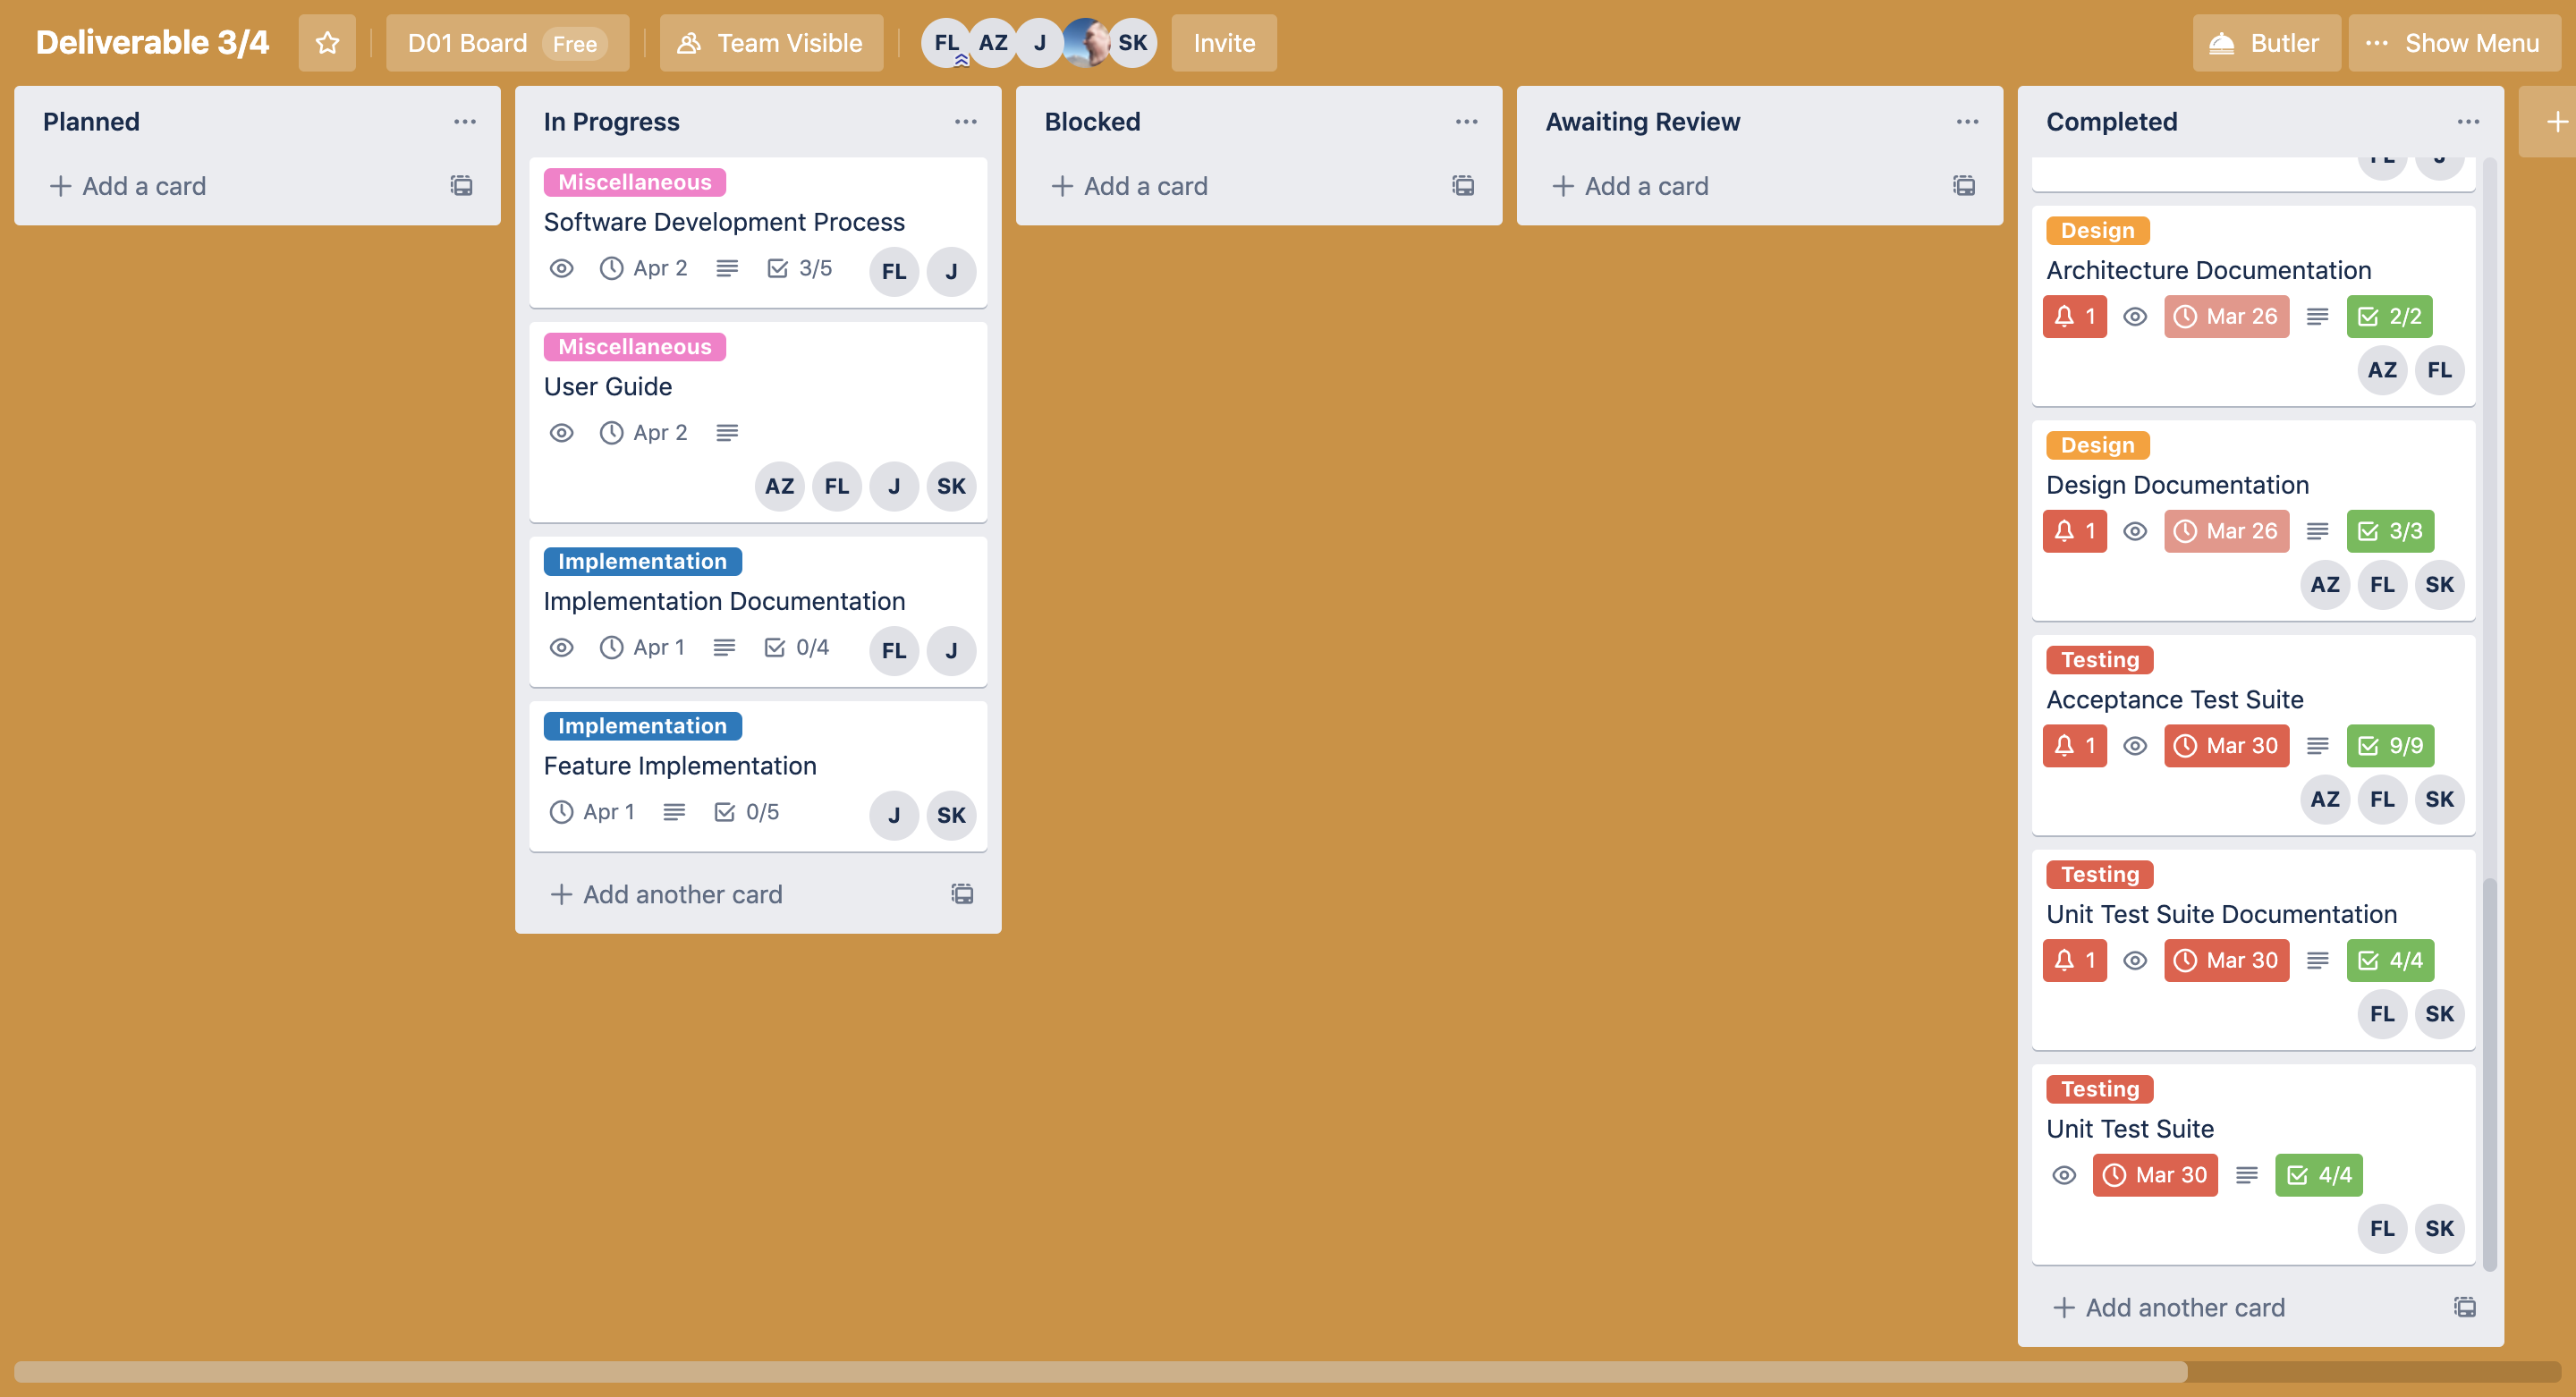 Deliverable 3/4
D01 Board Free
Team Visible
FL AZ J SK
Invite
Butler
Show Menu
Planned
Add a card
In Progress
Miscellaneous
Software Development Process
Apr 2 3/5 FL J
Miscellaneous
User Guide
Apr 2
AZ FL J SK
Implementation
Implementation Documentation
Apr 1 0/4 FL J
Implementation
Feature Implementation
Apr 1 0/5 J SK
Add another card
Blocked
Add a card
Awaiting Review
Add a card
Completed
FL J
Design
Architecture Documentation
1 Mar 26 2/2
AZ FL
Design
Design Documentation
1 Mar 26 3/3
AZ FL SK
Testing
Acceptance Test Suite
1 Mar 30 9/9
AZ FL SK
Testing
Unit Test Suite Documentation
1 Mar 30 4/4
FL SK
Testing
Unit Test Suite
Mar 30 4/4
FL SK
Add another card